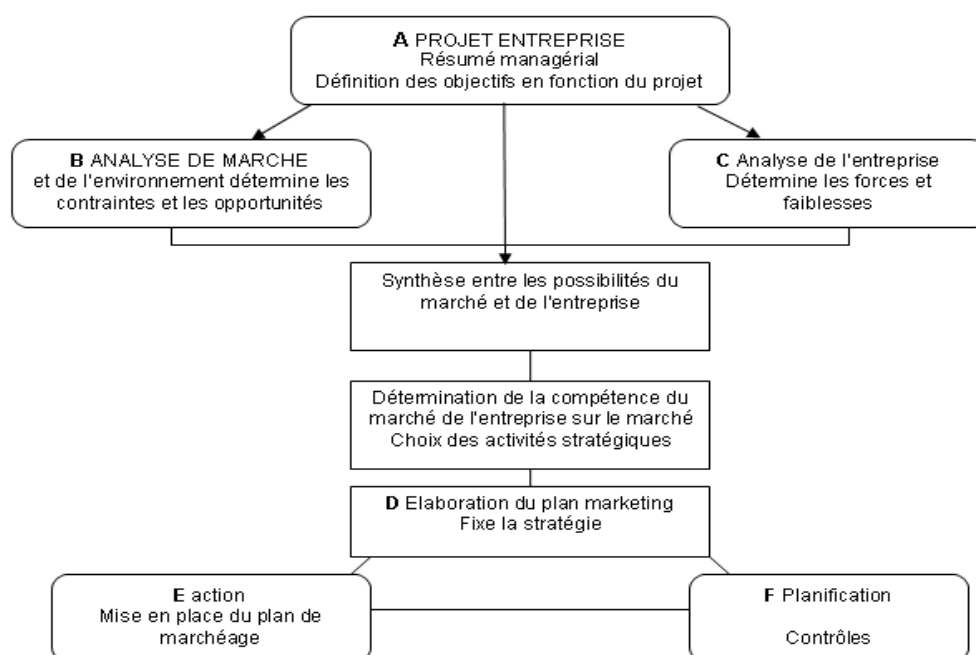 A PROJET ENTREPRISE
Résumé managérial
Définition des objectifs en fonction du projet
B ANALYSE DE MARCHE
et de l'environnement détermine les
contraintes et les opportunités
C Analyse de l'entreprise
Détermine les forces et
faiblesses
Synthèse entre les possibilités du
marché et de l'entreprise
Détermination de la compétence du
marché de l'entreprise sur le marché
Choix des activités stratégiques
D Elaboration du plan marketing
Fixe la stratégie
E action
Mise en place du plan de
marchéage
F Planification
Contrôles